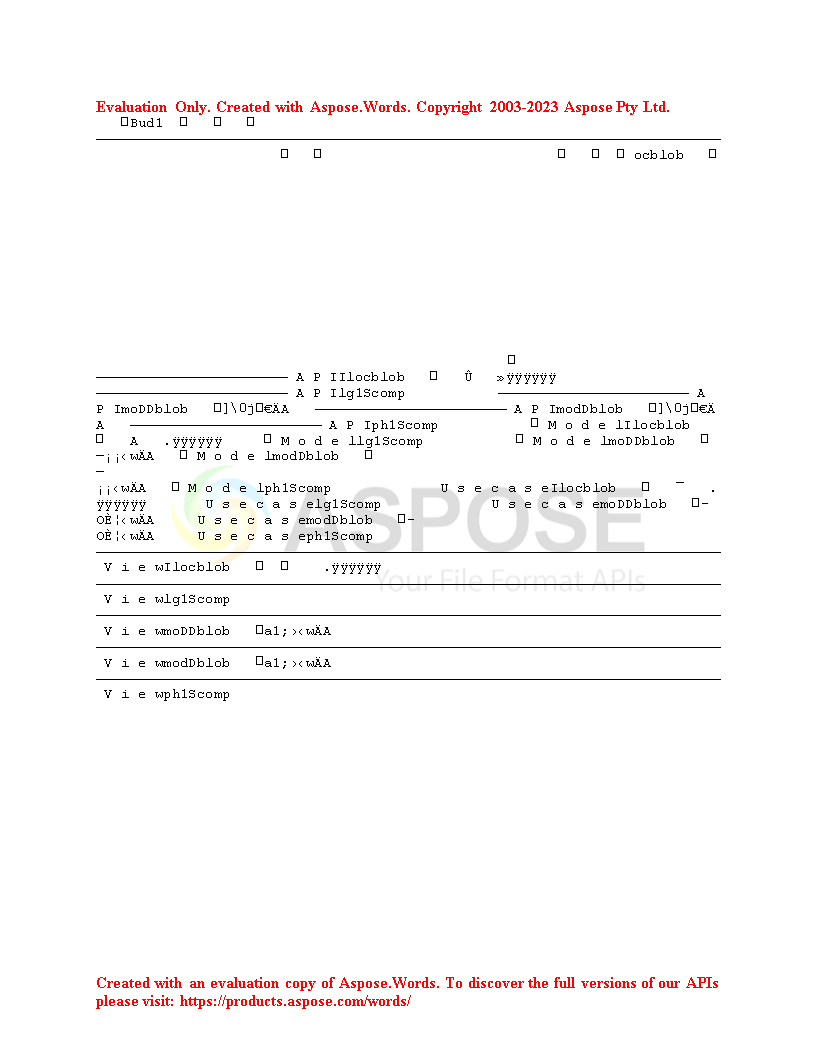 Evaluation Only. Created with Aspose.Words. Copyright 2003-2023 Aspose Pty Ltd.
□Bud1 □ □ □
□ □ □ □ □ ocblob □
□
A P IIlocblob □ Û »ÿÿÿÿÿÿ
A P Ilg1Scomp A
P ImoDDblob □]\0j□€ÄA A P ImodDblob □]\0j□€Ä
A A P Iph1Scomp □ M o d e lIlocblob
□ A .ÿÿÿÿÿÿ □ M o d e llg1Scomp □ M o d e lmoDDblob □
—¡¡‹wÄA □ M o d e lmodDblob □
—
¡¡‹wÄA □ M o d e lph1Scomp U s e c a s eIlocblob □ ¯ .
ÿÿÿÿÿÿ U s e c a s elg1Scomp U s e c a s emoDDblob □–
OÈ¦‹wÄA U s e c a s emodDblob □–
OÈ¦‹wÄA U s e c a s eph1Scomp
ASPOSE
V i e wIlocblob □ □ .ÿÿÿÿÿÿ
Your File Format APIs
V i e wlg1Scomp
V i e wmoDDblob □a1;›‹wÄA
V i e wmodDblob □a1;›‹wÄA
V i e wph1Scomp
Created with an evaluation copy of Aspose.Words. To discover the full versions of our APIs
please visit: https://products.aspose.com/words/